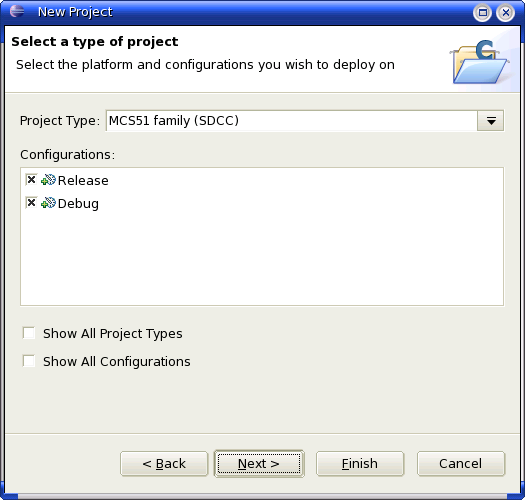 New Project
Select a type of project
Select the platform and configurations you wish to deploy on
Project Type: MCS51 family (SDCC)
Configurations:
Release
Debug
Show All Project Types
Show All Configurations
< Back Next > Finish Cancel